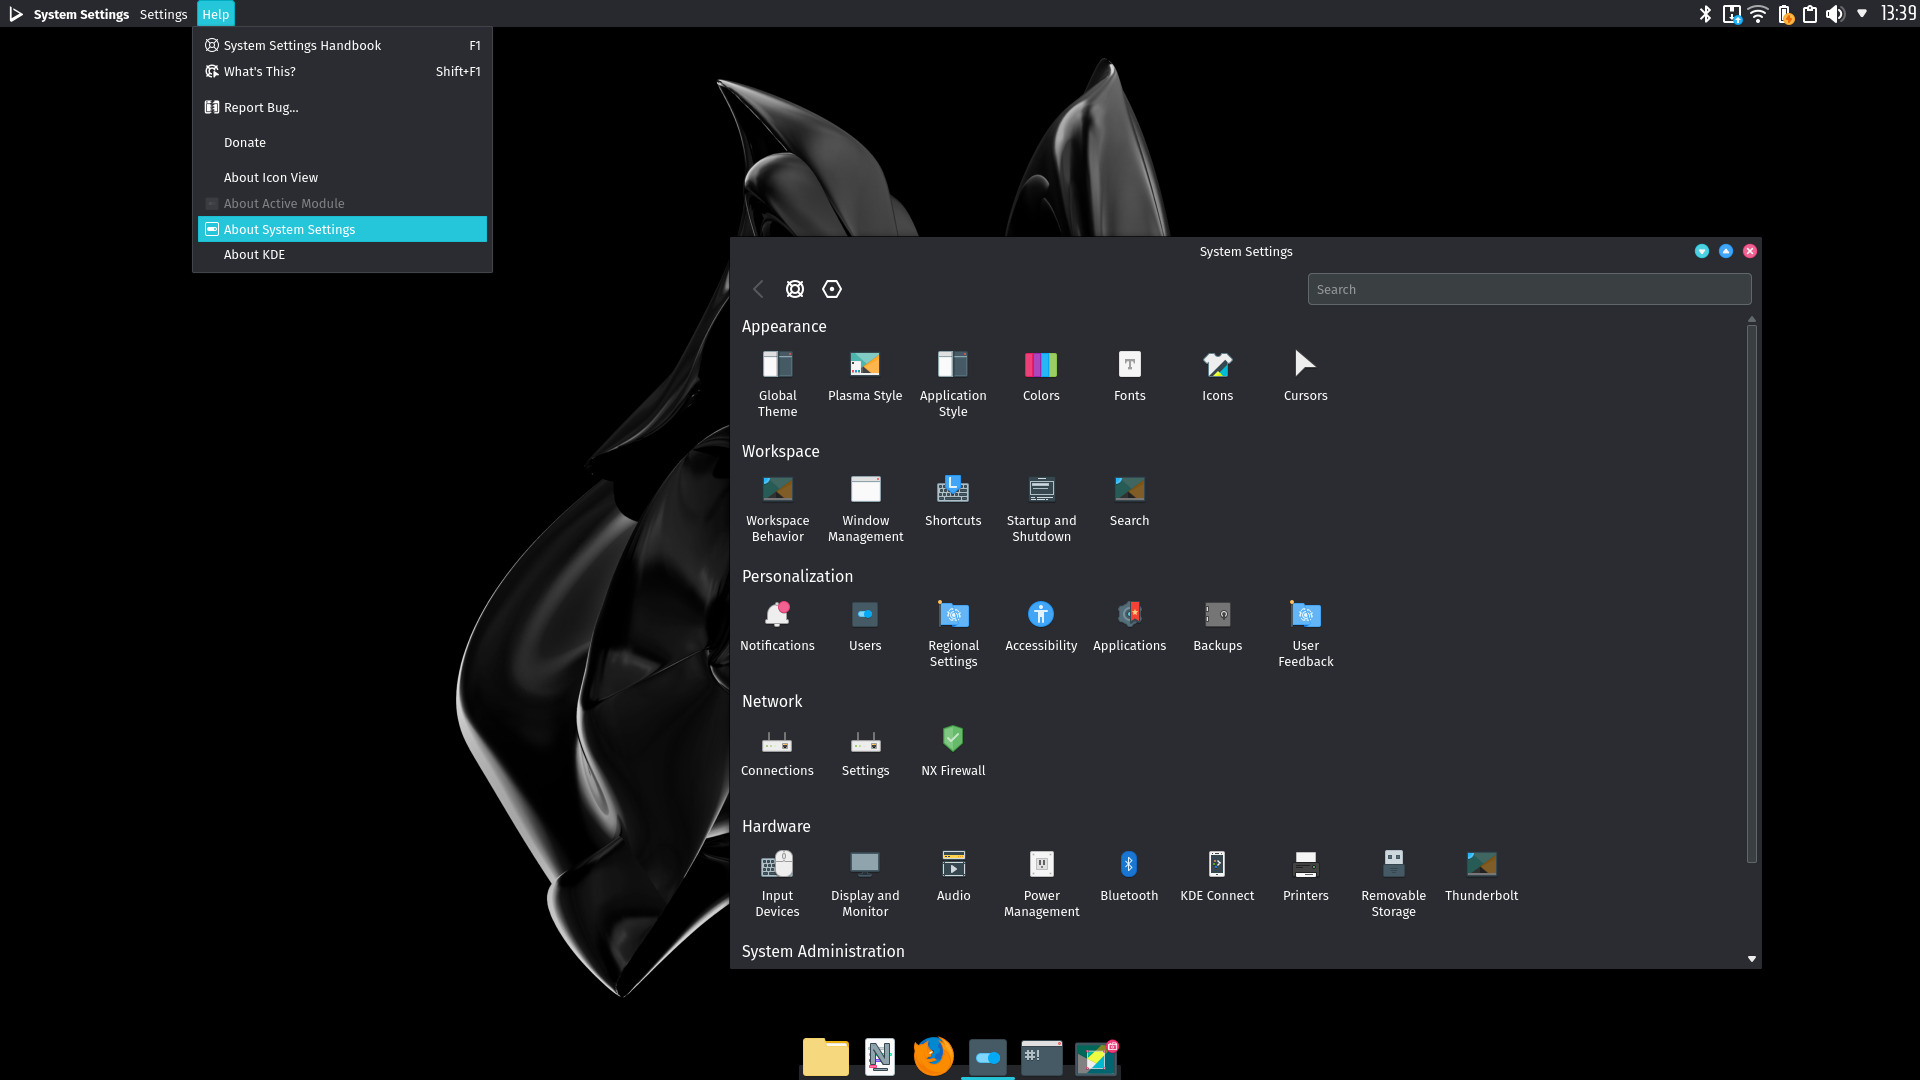 System Settings Settings Help 13:39
System Settings Handbook F1
What's This? Shift+F1
Report Bug...
Donate
About Icon View
About Active Module
About System Settings
About KDE
System Settings
Search
Appearance
Global Theme
Plasma Style
Application Style
Colors
Fonts
Icons
Cursors
Workspace
Workspace Behavior
Window Management
Shortcuts
Startup and Shutdown
Search
Personalization
Notifications
Users
Regional Settings
Accessibility
Applications
Backups
User Feedback
Network
Connections
Settings
NX Firewall
Hardware
Input Devices
Display and Monitor
Audio
Power Management
Bluetooth
KDE Connect
Printers
Removable Storage
Thunderbolt
System Administration
#!